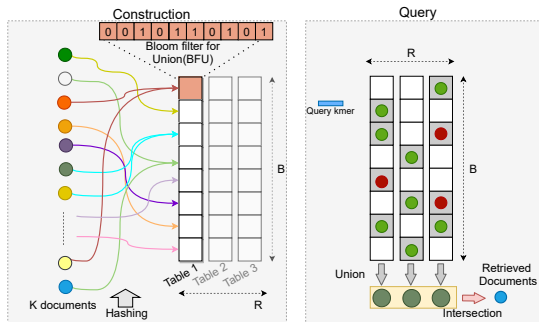 Construction
0 0 1 0 1 1 0 1 0 1
Bloom filter for
Union(BFU)
B
Table 1
Table 2
Table 3
R
K documents
Hashing
Query
R
Query kmer
B
Union
Retrieved
Documents
Intersection